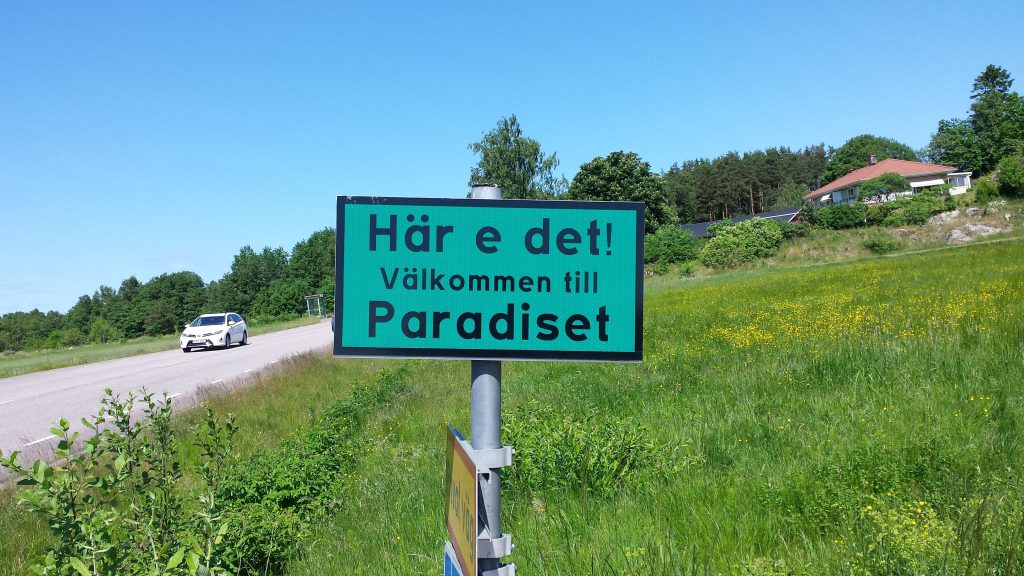 Här e det!
Välkommen till
Paradiset